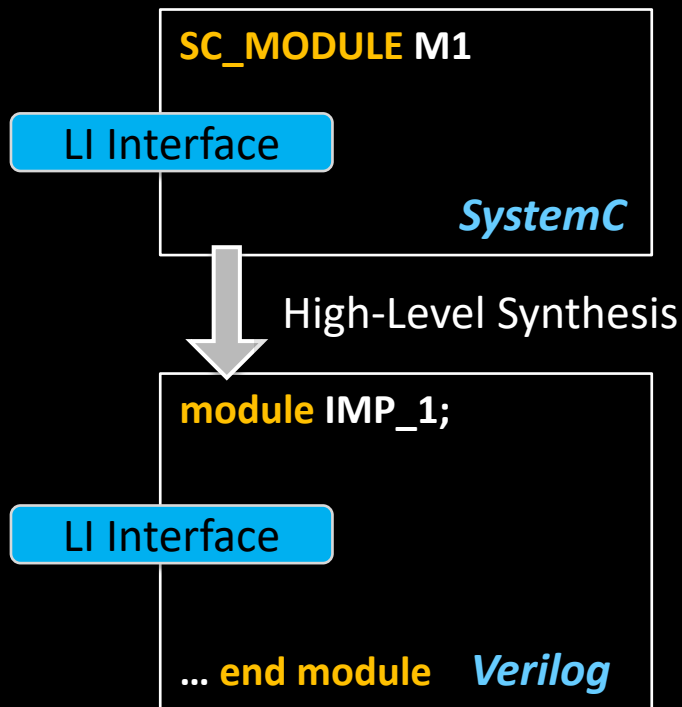 SC_MODULE M1
LI Interface
SystemC
High-Level Synthesis
module IMP_1;
LI Interface
... end module Verilog